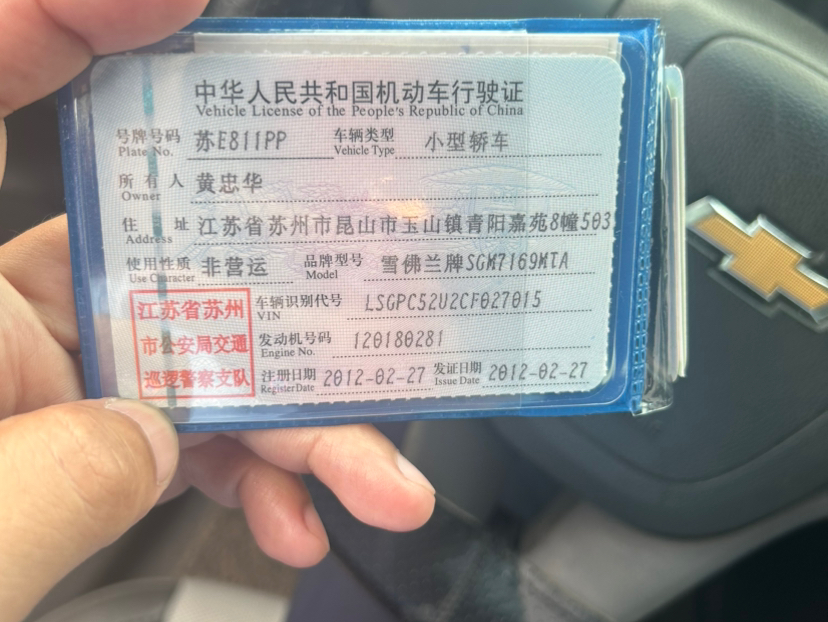 中华人民共和国机动车行驶证
Vehicle License of the People's Republic of China
号牌号码 苏E811PP 车辆类型 小型轿车
Plate No. Vehicle Type
所有人 黄忠华
Owner
住址 江苏省苏州市昆山市玉山镇青阳嘉苑8幢503
Address
使用性质 非营运 品牌型号 雪佛兰牌SGM7169MTA
Use Character Model
江苏省苏州 车辆识别代号 LSGPC52U2CF027015
VIN
市公安局交通 发动机号码 120180281
Engine No.
巡逻警察支队 注册日期 2012-02-27 发证日期 2012-02-27
Register Date Issue Date